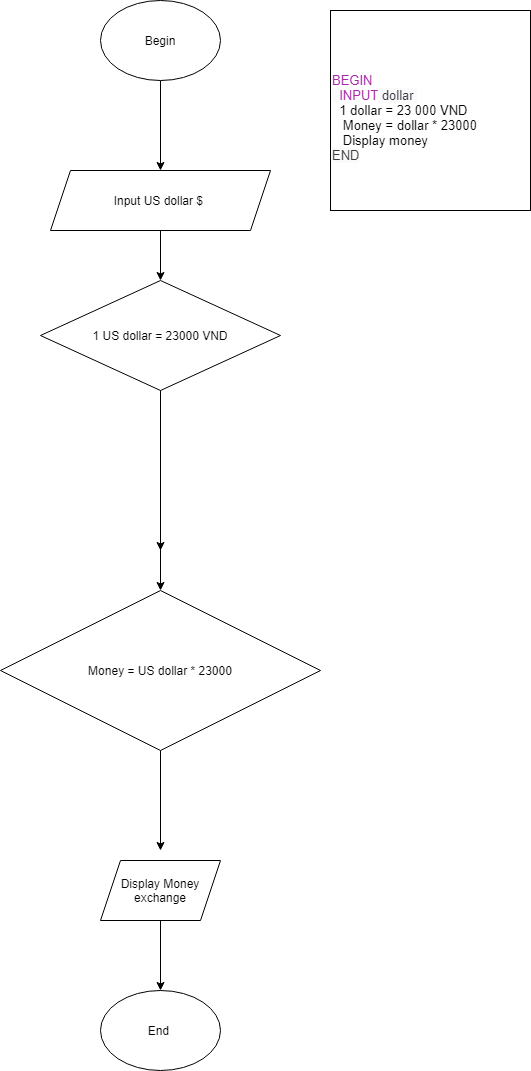 Begin
Input US dollar $
1 US dollar = 23000 VND
Money = US dollar * 23000
Display Money
exchange
End
BEGIN
INPUT dollar
1 dollar = 23 000 VND
Money = dollar * 23000
Display money
END